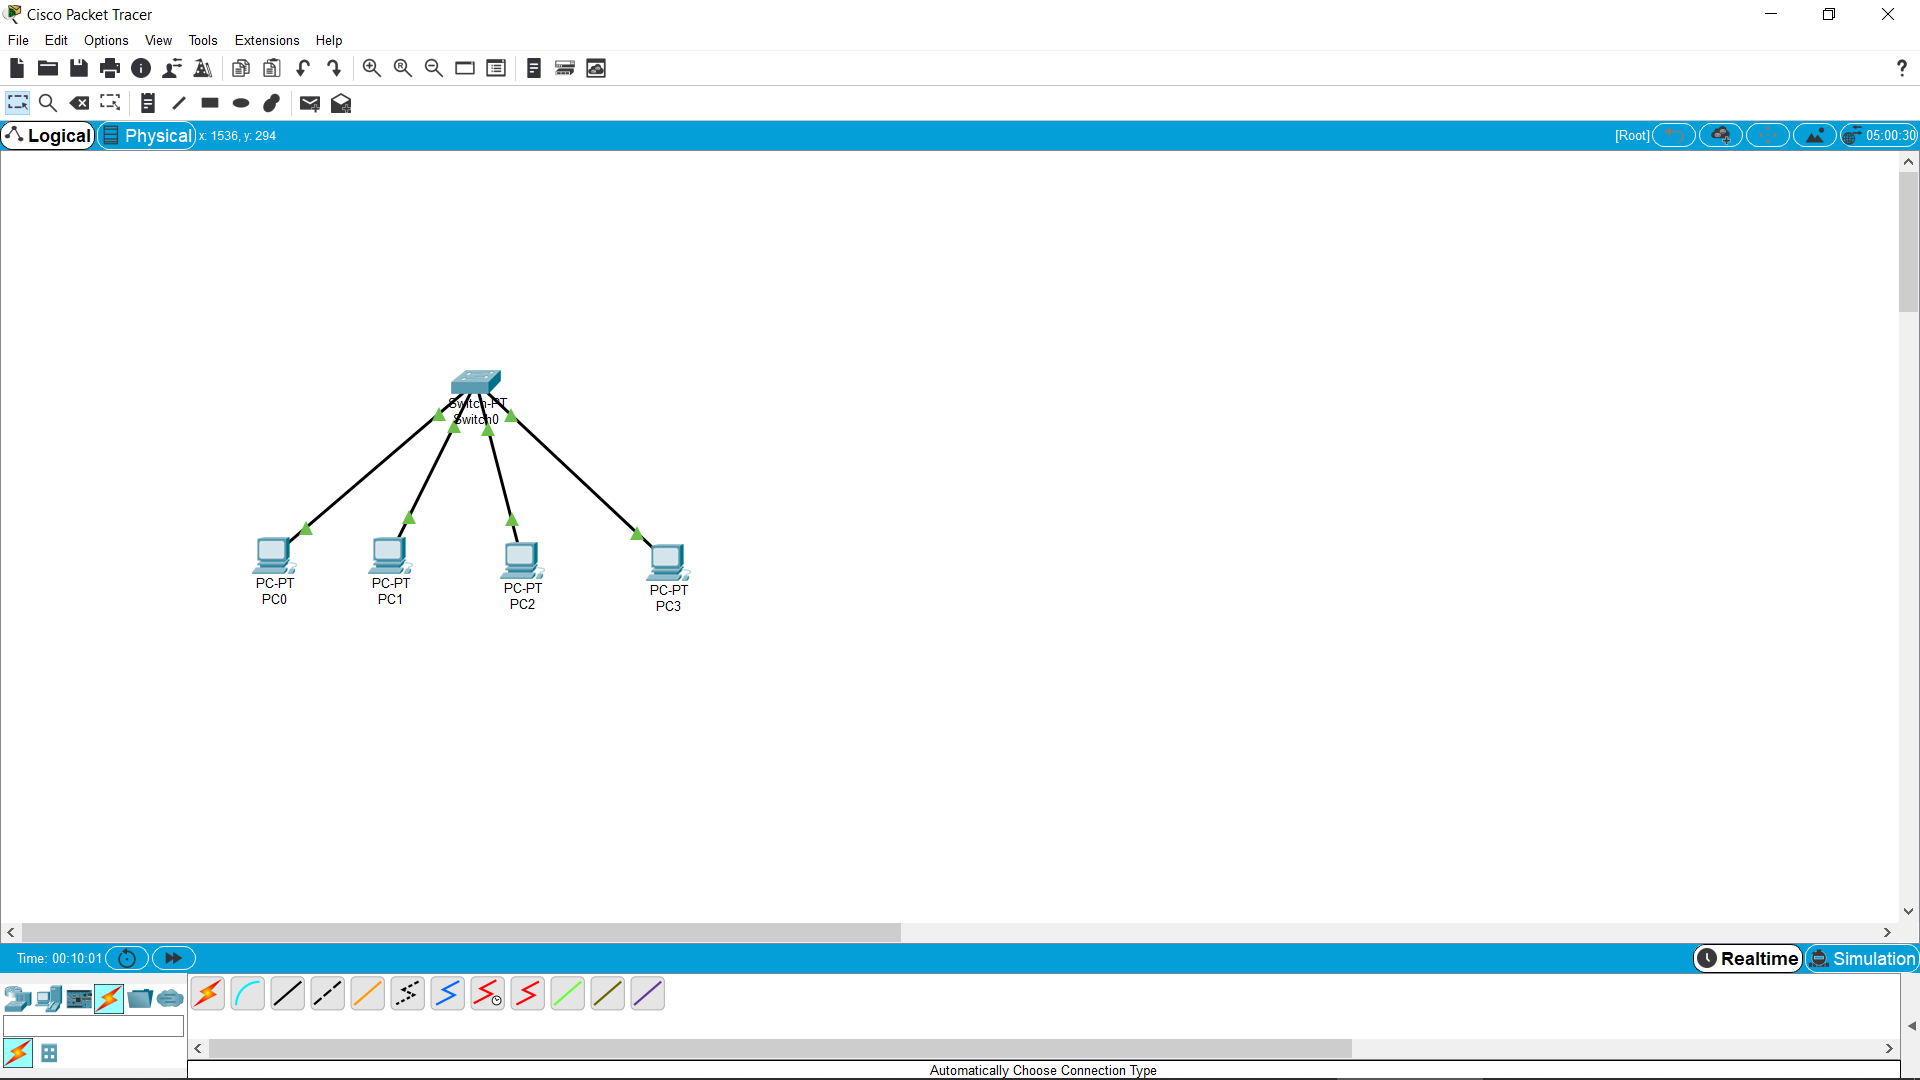 Cisco Packet Tracer
File Edit Options View Tools Extensions Help
?
Logical Physical x: 1536, y: 294 [Root] 05:00:30
Switch-PT
Switch0
PC-PT PC-PT PC-PT PC-PT
PC0 PC1 PC2 PC3
Time: 00:10:01 Realtime Simulation
Automatically Choose Connection Type